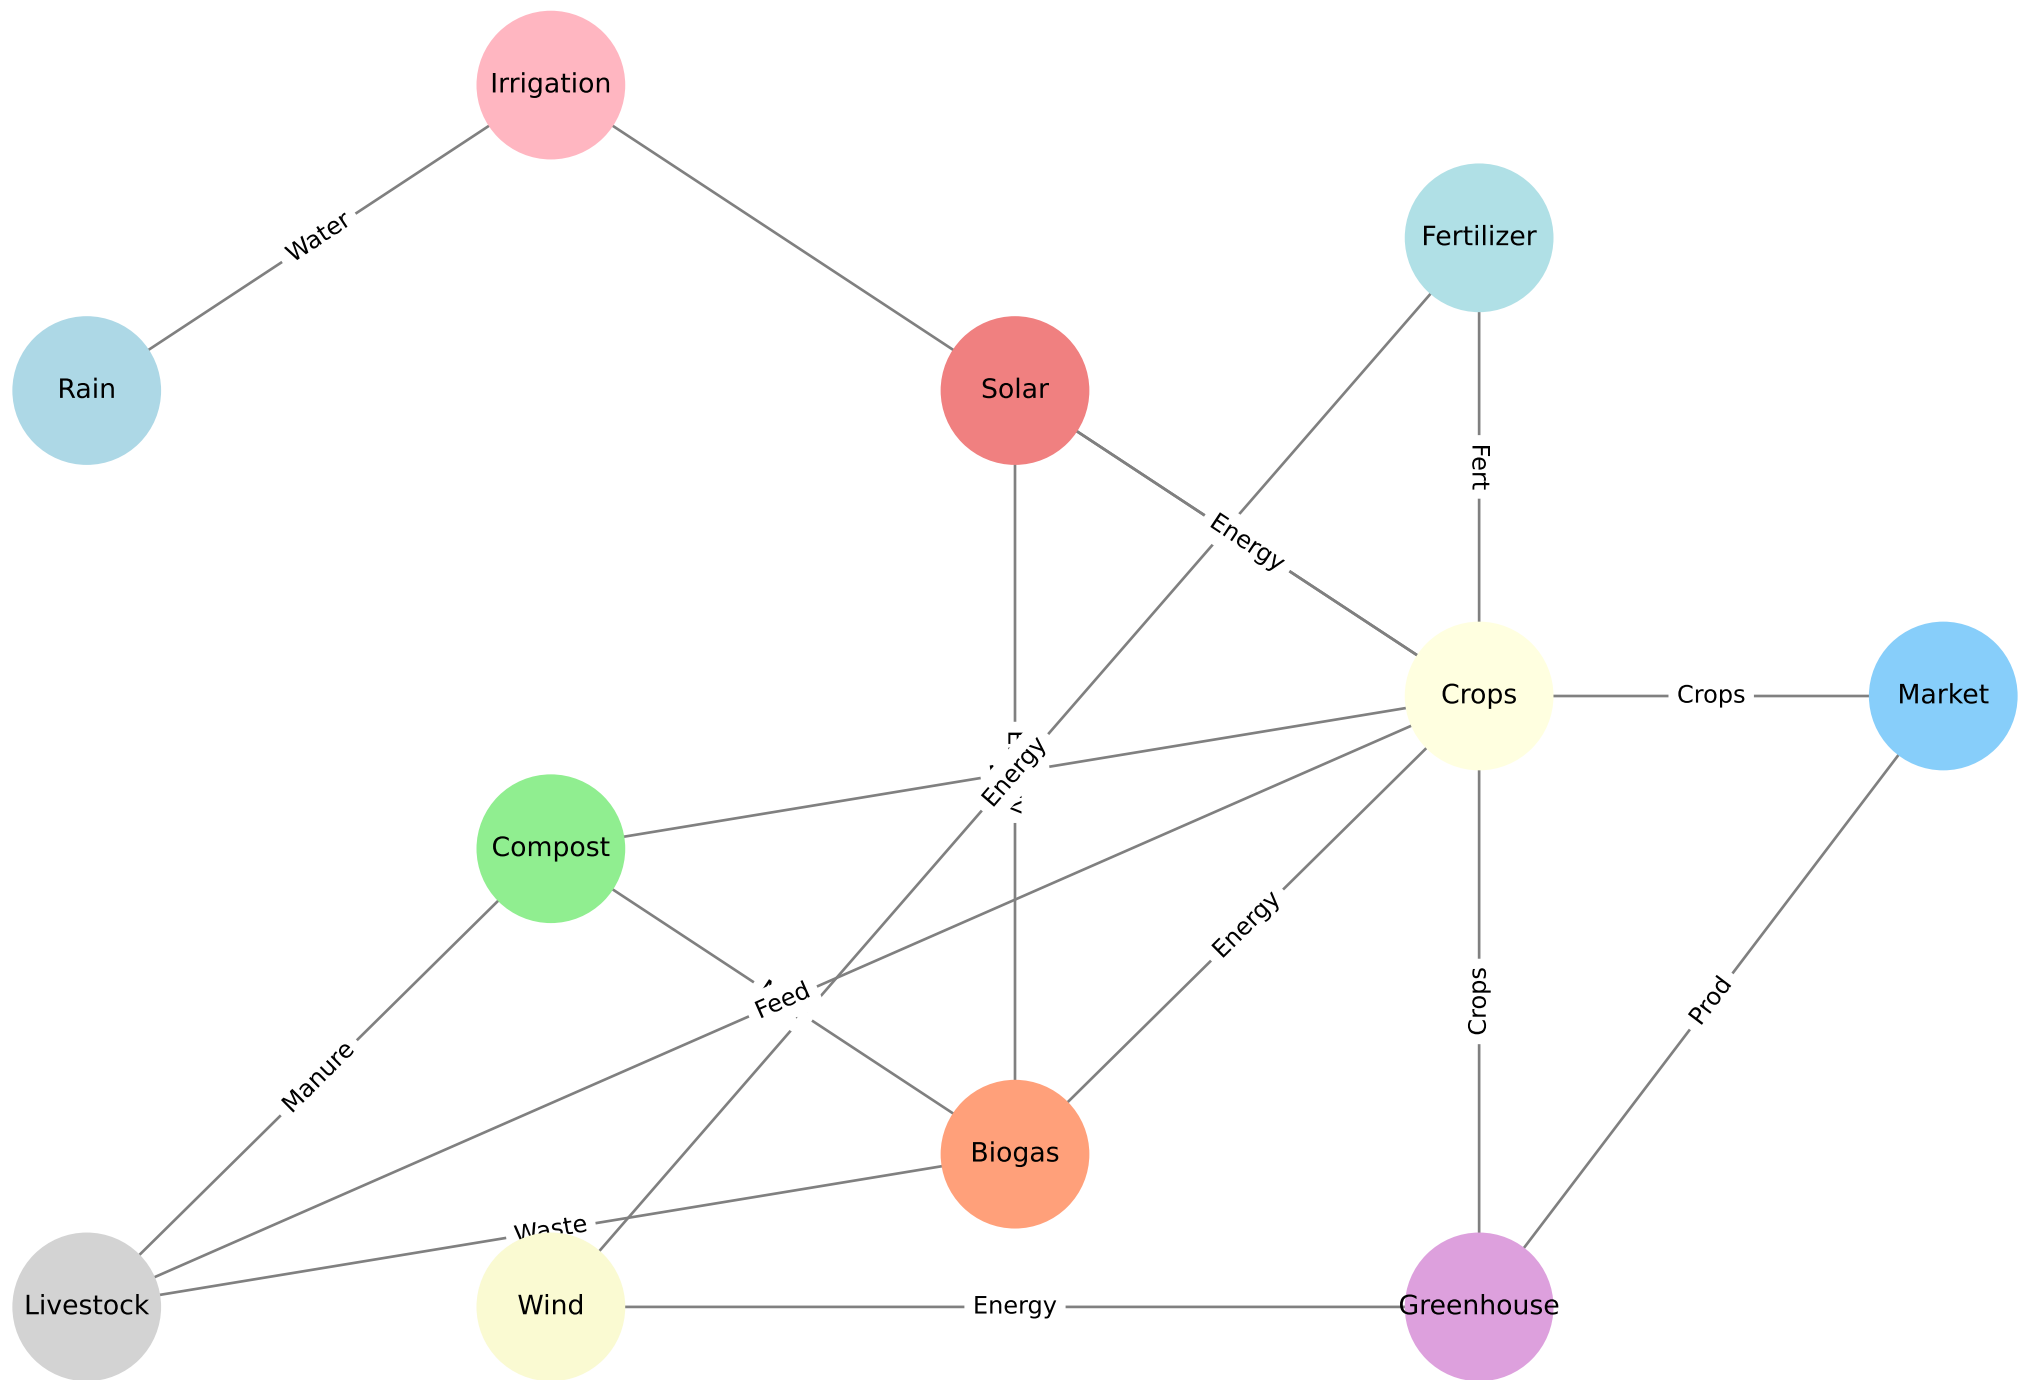 Irrigation
Water
Fertilizer
Rain
Solar
Fert
Energy
Crops
Crops
Market
Energy
Compost
Energy
Feed
Crops
Prod
Manure
Biogas
Waste
Livestock
Wind
Energy
Greenhouse